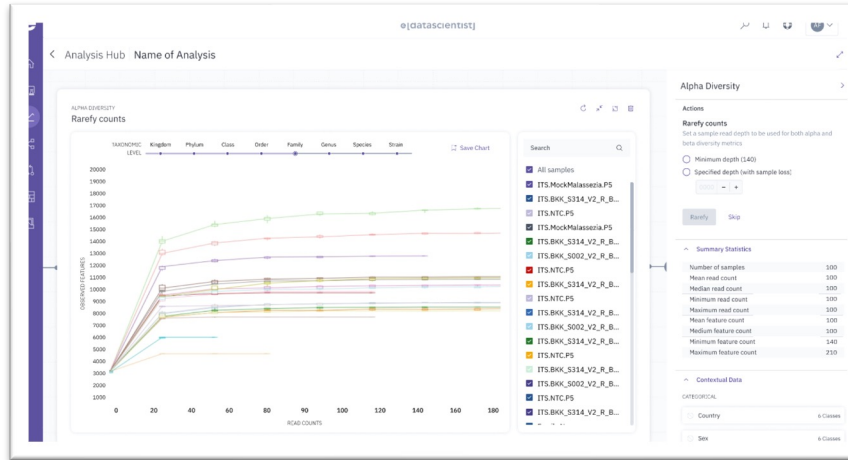 [datascientist]
AF
Analysis Hub Name of Analysis
ALPHA DIVERSITY
Rarefy counts
TAXONOMIC LEVEL
Kingdom Phylum Class Order Family Genus Species Strain
Save Chart
OBSERVED FEATURES
20000
19000
18000
17000
16000
15000
14000
13000
12000
11000
10000
9000
8000
7000
6000
5000
4000
3000
2000
1000
0 20 40 60 80 90 100 120 140 160 180
READ COUNTS
Search
All samples
ITS.MockMalassezia.P5
ITS.BKK_S314_V2_R_B...
ITS.NTC.P5
ITS.MockMalassezia.P5
ITS.BKK_S314_V2_R_B...
ITS.BKK_S002_V2_R_B...
ITS.NTC.P5
ITS.BKK_S314_V2_R_B...
ITS.NTC.P5
ITS.BKK_S314_V2_R_B...
ITS.BKK_S002_V2_R_B...
ITS.BKK_S314_V2_R_B...
ITS.NTC.P5
ITS.BKK_S314_V2_R_B...
ITS.BKK_S002_V2_R_B...
ITS.NTC.P5
ITS.BKK_S314_V2_R_B...
Alpha Diversity
Actions
Rarefy counts
Set a sample read depth to be used for both alpha and
beta diversity metrics
Minimum depth (140)
Specified depth (with sample loss)
− +
Rarefy Skip
Summary Statistics
Number of samples 100
Mean read count 100
Median read count 100
Minimum read count 100
Maximum read count 100
Mean feature count 100
Medium feature count 100
Minimum feature count 140
Maximum feature count 210
Contextual Data
CATEGORICAL
Country 6 Classes
Sex 6 Classes